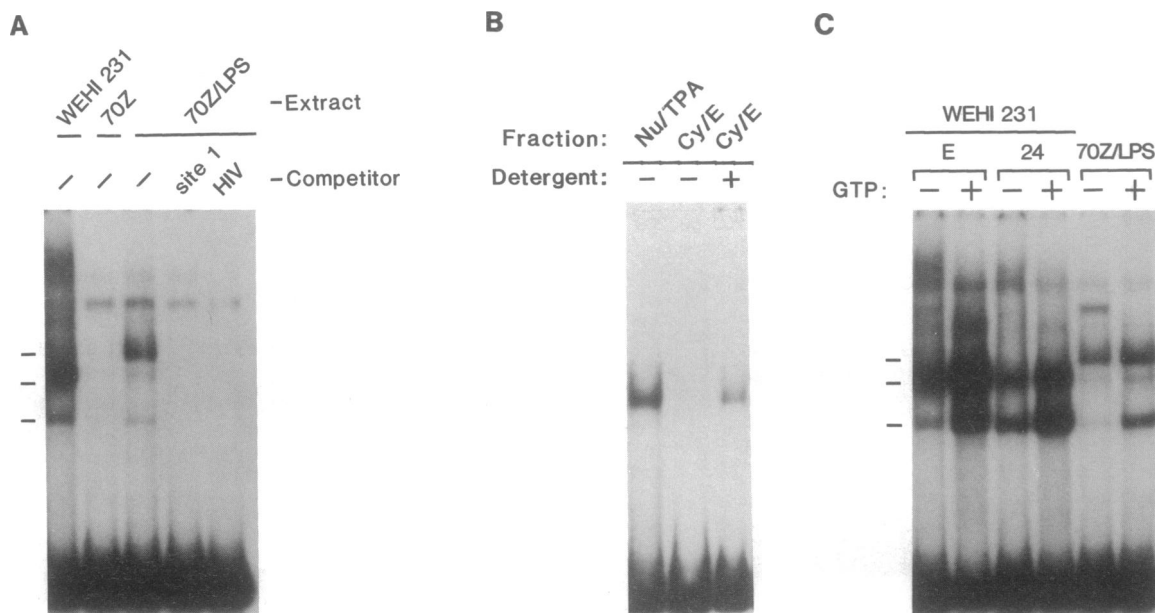 A
WEHI 231
70Z
70Z/LPS
–Extract
site 1
HIV
–Competitor
B
Fraction:
Nu/TPA
Cy/E
Cy/E
Detergent:
– – +
C
WEHI 231
E 24 70Z/LPS
GTP: – + – + – +